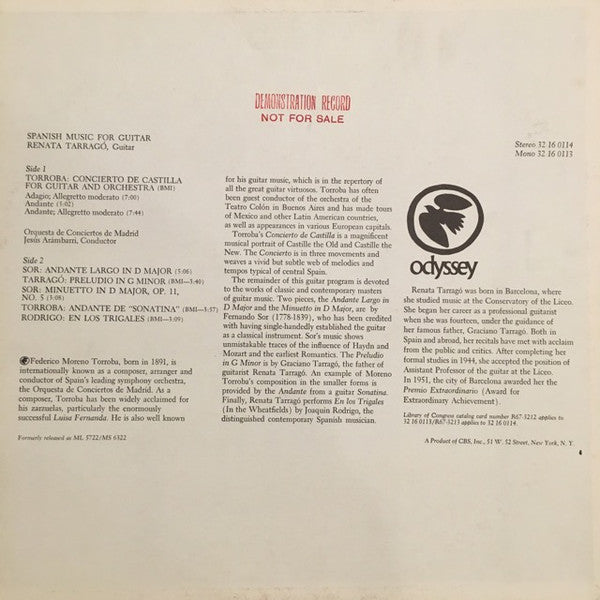 DEMONSTRATION RECORD
NOT FOR SALE
SPANISH MUSIC FOR GUITAR
RENATA TARRAGÓ, Guitar
Stereo 32 16 0114
Mono 32 16 0113
Side 1
TORROBA: CONCIERTO DE CASTILLA
FOR GUITAR AND ORCHESTRA (BMI)
Adagio; Allegretto moderato (7:00)
Andante (5:02)
Andante; Allegretto moderato (7:44)
Orquesta de Conciertos de Madrid
Jesús Arámbarri, Conductor
Side 2
SOR: ANDANTE LARGO IN D MAJOR (5:06)
TARRAGÓ: PRELUDIO IN G MINOR (BMI—3:40)
SOR: MINUETTO IN D MAJOR, OP. 11,
NO. 5 (3:08)
TORROBA: ANDANTE DE "SONATINA" (BMI—3:57)
RODRIGO: EN LOS TRIGALES (BMI—3:09)
Federico Moreno Torroba, born in 1891, is
internationally known as a composer, arranger and
conductor of Spain's leading symphony orchestra,
the Orquesta de Conciertos de Madrid. As a
composer, Torroba has been widely acclaimed for
his zarzuelas, particularly the enormously
successful Luisa Fernanda. He is also well known
Formerly released as ML 5722/MS 6322
for his guitar music, which is in the repertory of
all the great guitar virtuosos. Torroba has often
been guest conductor of the orchestra of the
Teatro Colón in Buenos Aires and has made tours
of Mexico and other Latin American countries,
as well as appearances in various European capitals.
Torroba's Concierto de Castilla is a magnificent
musical portrait of Castille the Old and Castille the
New. The Concierto is in three movements and
weaves a vivid but subtle web of melodies and
tempos typical of central Spain.
The remainder of this guitar program is devoted
to the works of classic and contemporary masters
of guitar music. Two pieces, the Andante Largo in
D Major and the Minuetto in D Major, are by
Fernando Sor (1778-1839), who has been credited
with having single-handedly established the guitar
as a classical instrument. Sor's music shows
unmistakable traces of the influence of Haydn and
Mozart and the earliest Romantics. The Preludio
in G Minor is by Graciano Tarragó, the father of
guitarist Renata Tarragó. An example of Moreno
Torroba's composition in the smaller forms is
provided by the Andante from a guitar Sonatina.
Finally, Renata Tarragó performs En los Trigales
(In the Wheatfields) by Joaquin Rodrigo, the
distinguished contemporary Spanish musician.
odyssey
Renata Tarragó was born in Barcelona, where
she studied music at the Conservatory of the Liceo.
She began her career as a professional guitarist
when she was fourteen, under the guidance of
her famous father, Graciano Tarragó. Both in
Spain and abroad, her recitals have met with acclaim
from the public and critics. After completing her
formal studies in 1944, she accepted the position of
Assistant Professor of the guitar at the Liceo.
In 1951, the city of Barcelona awarded her the
Premio Extraordinario (Award for
Extraordinary Achievement).
Library of Congress catalog card number R67-3212 applies to
32 16 0113/R67-3213 applies to 32 16 0114.
A Product of CBS, Inc., 51 W. 52 Street, New York, N. Y.
4